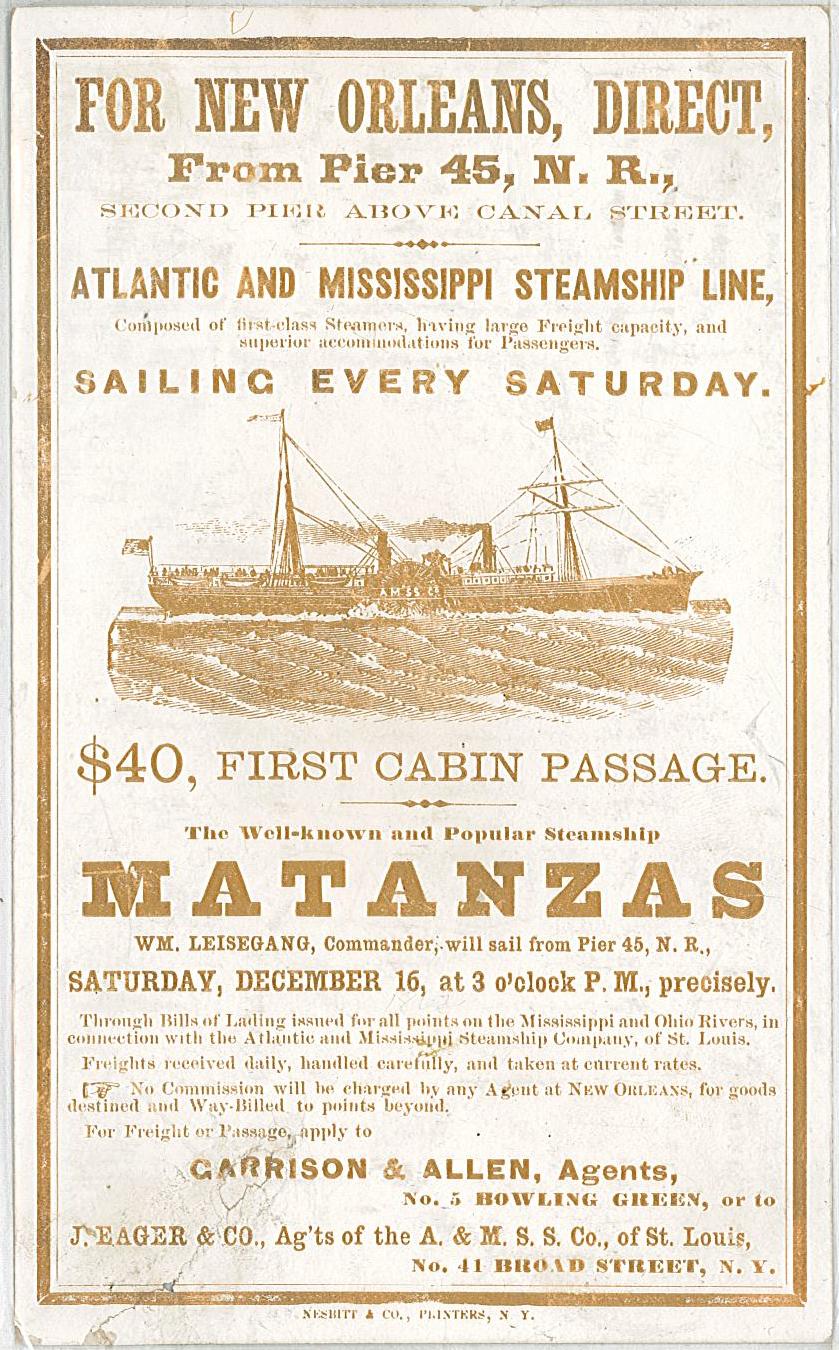 FOR NEW ORLEANS, DIRECT,
From Pier 45, N. R.,
SECOND PIER ABOVE CANAL STREET.
ATLANTIC AND MISSISSIPPI STEAMSHIP LINE,
Composed of first-class Steamers, having large Freight capacity, and
superior accommodations for Passengers.
SAILING EVERY SATURDAY.
A.M.SS.Co
$40, FIRST CABIN PASSAGE.
The Well-known and Popular Steamship
MATANZAS
WM. LEISEGANG, Commander, will sail from Pier 45, N. R.,
SATURDAY, DECEMBER 16, at 3 o'clock P. M., precisely.
Through Bills of Lading issued for all points on the Mississippi and Ohio Rivers, in
connection with the Atlantic and Mississippi Steamship Company, of St. Louis.
Freights received daily, handled carefully, and taken at current rates.
☞ No Commission will be charged by any Agent at NEW ORLEANS, for goods
destined and Way-Billed to points beyond.
For Freight or Passage, apply to
GARRISON & ALLEN, Agents,
No. 5 BOWLING GREEN, or to
J. EAGER & CO., Ag'ts of the A. & M. S. S. Co., of St. Louis,
No. 41 BROAD STREET, N. Y.
NESBITT & CO., PRINTERS, N Y.